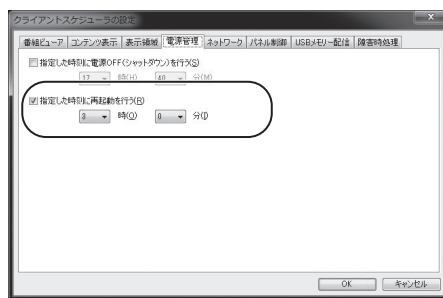 クライアントスケジューラの設定
番組ビューア コンテンツ表示 表示領域 電源管理 ネットワーク パネル制御 USBメモリー配信 障害時処理
指定した時刻に電源OFF(シャットダウン)を行う(S)
17 時(H) 40 分(M)
指定した時刻に再起動を行う(R)
8 時(O) 0 分(I)
OK キャンセル